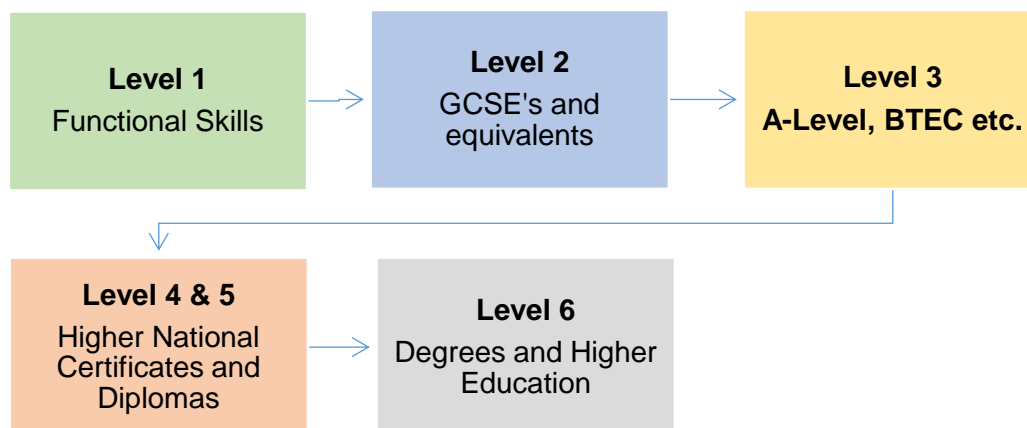 Level 1
Functional Skills
Level 2
GCSE's and
equivalents
Level 3
A-Level, BTEC etc.
Level 4 & 5
Higher National
Certificates and
Diplomas
Level 6
Degrees and Higher
Education